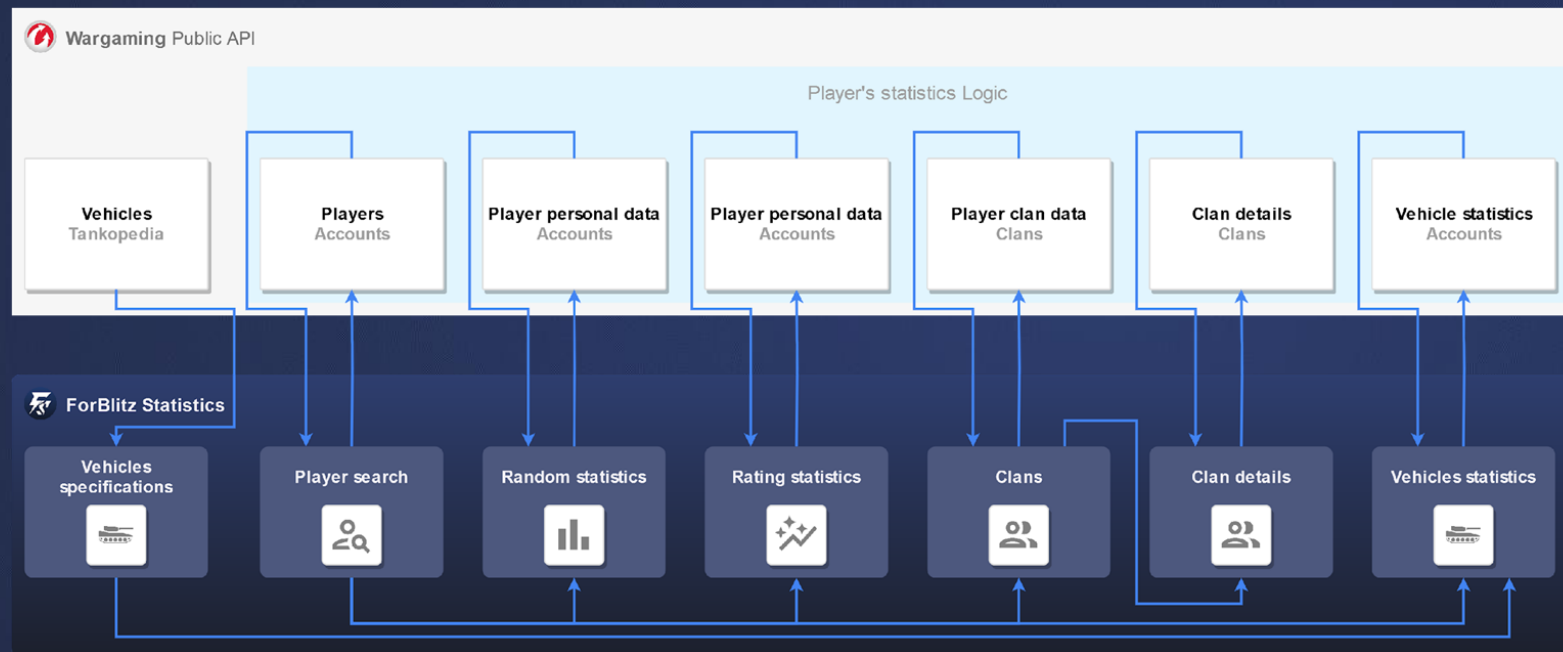 Wargaming Public API
Player's statistics Logic
Vehicles
Tankopedia
Players
Accounts
Player personal data
Accounts
Player personal data
Accounts
Player clan data
Clans
Clan details
Clans
Vehicle statistics
Accounts
ForBlitz Statistics
Vehicles
specifications
Player search
Random statistics
Rating statistics
Clans
Clan details
Vehicles statistics